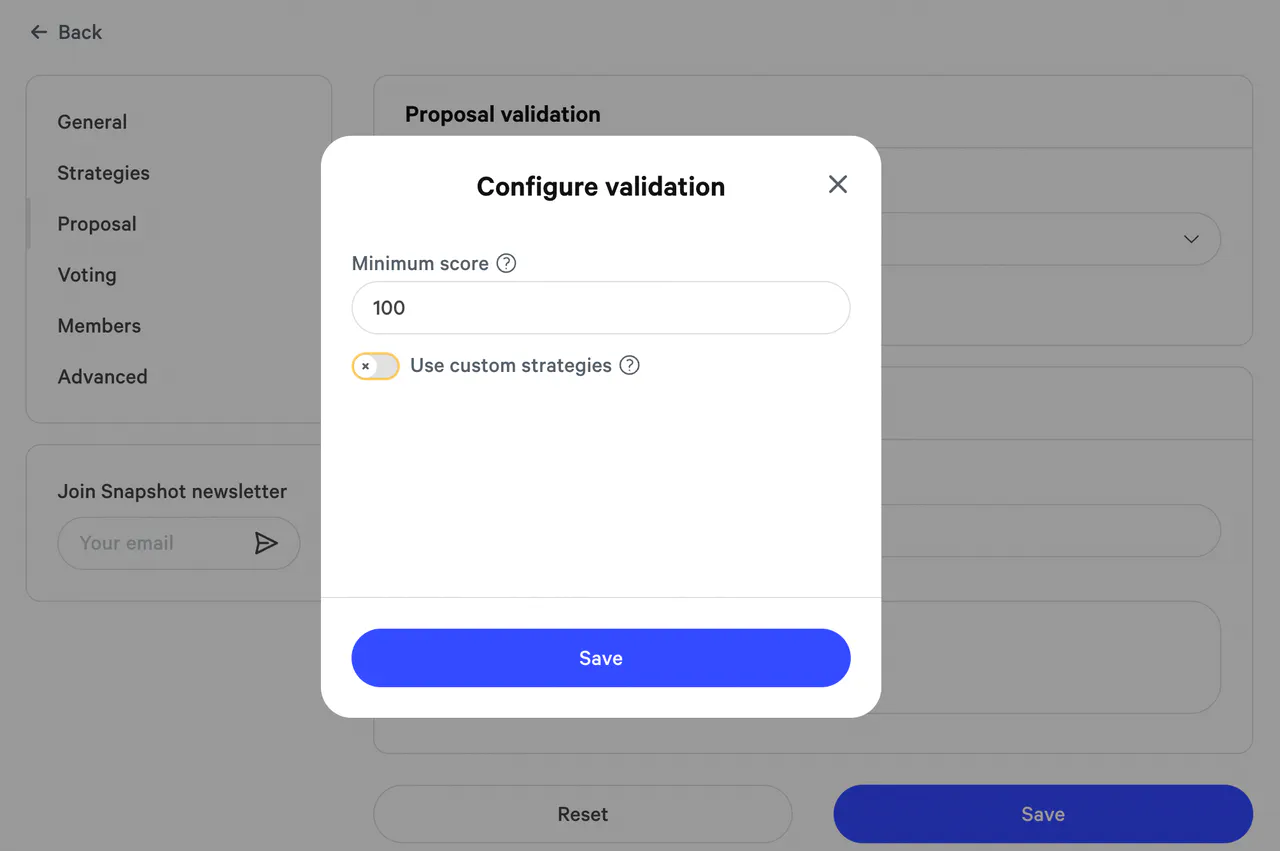 Back
General
Strategies
Proposal
Voting
Members
Advanced
Join Snapshot newsletter
Your email
Proposal validation
Configure validation
Minimum score ?
100
Use custom strategies ?
Save
Reset
Save